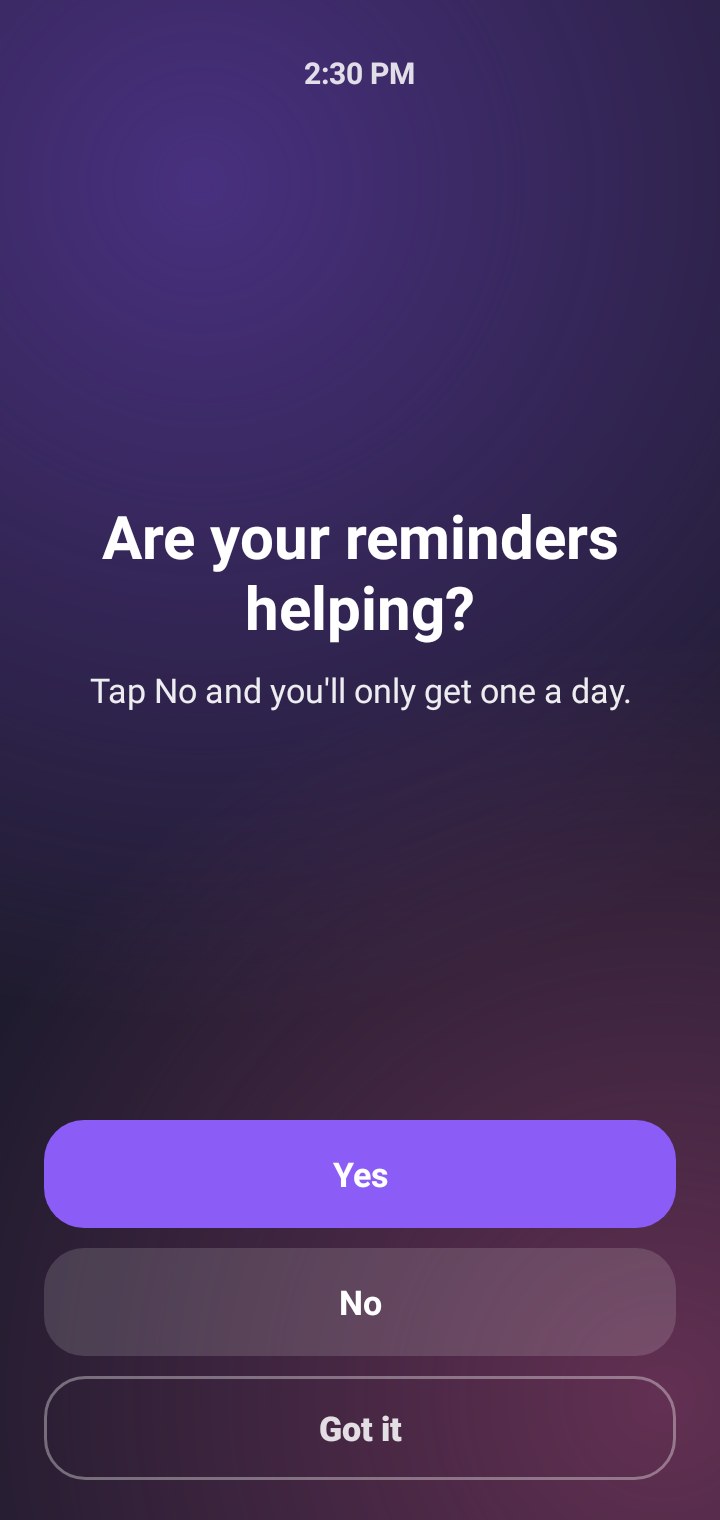 2:30 PM
Are your reminders
helping?
Tap No and you'll only get one a day.
Yes
No
Got it